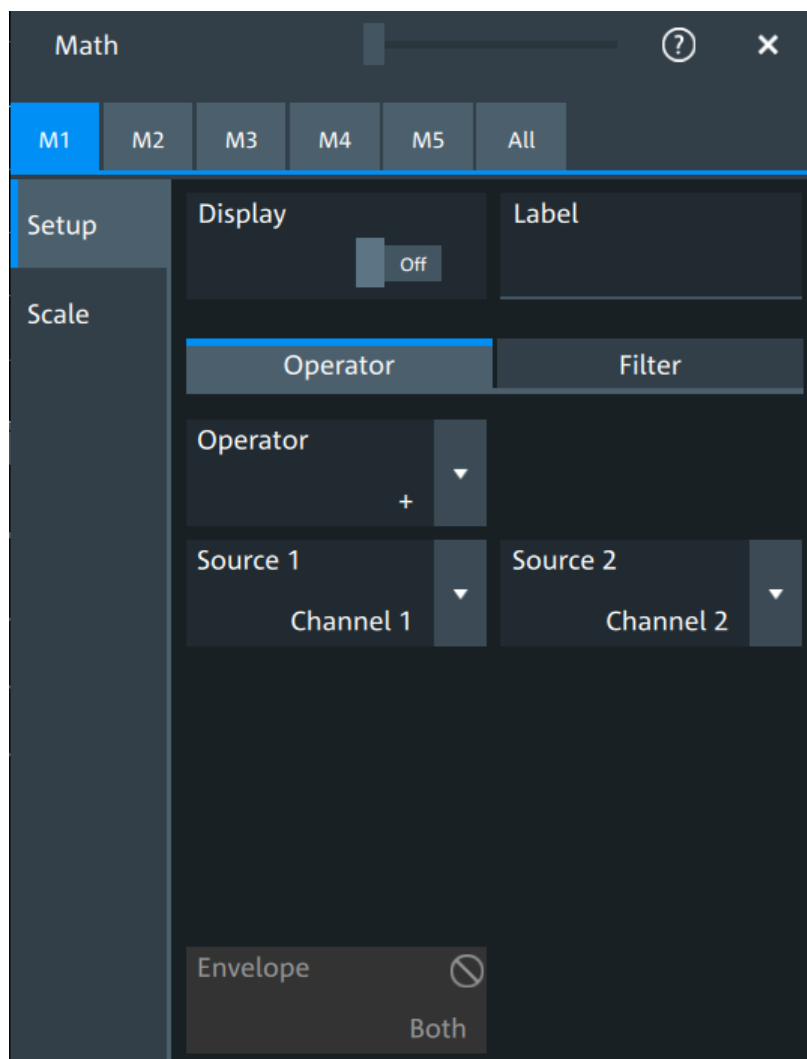 Math
M1 M2 M3 M4 M5 All
Setup
Display
Label
Off
Scale
Operator
Filter
Operator
+
Source 1
Source 2
Channel 1
Channel 2
Envelope
Both